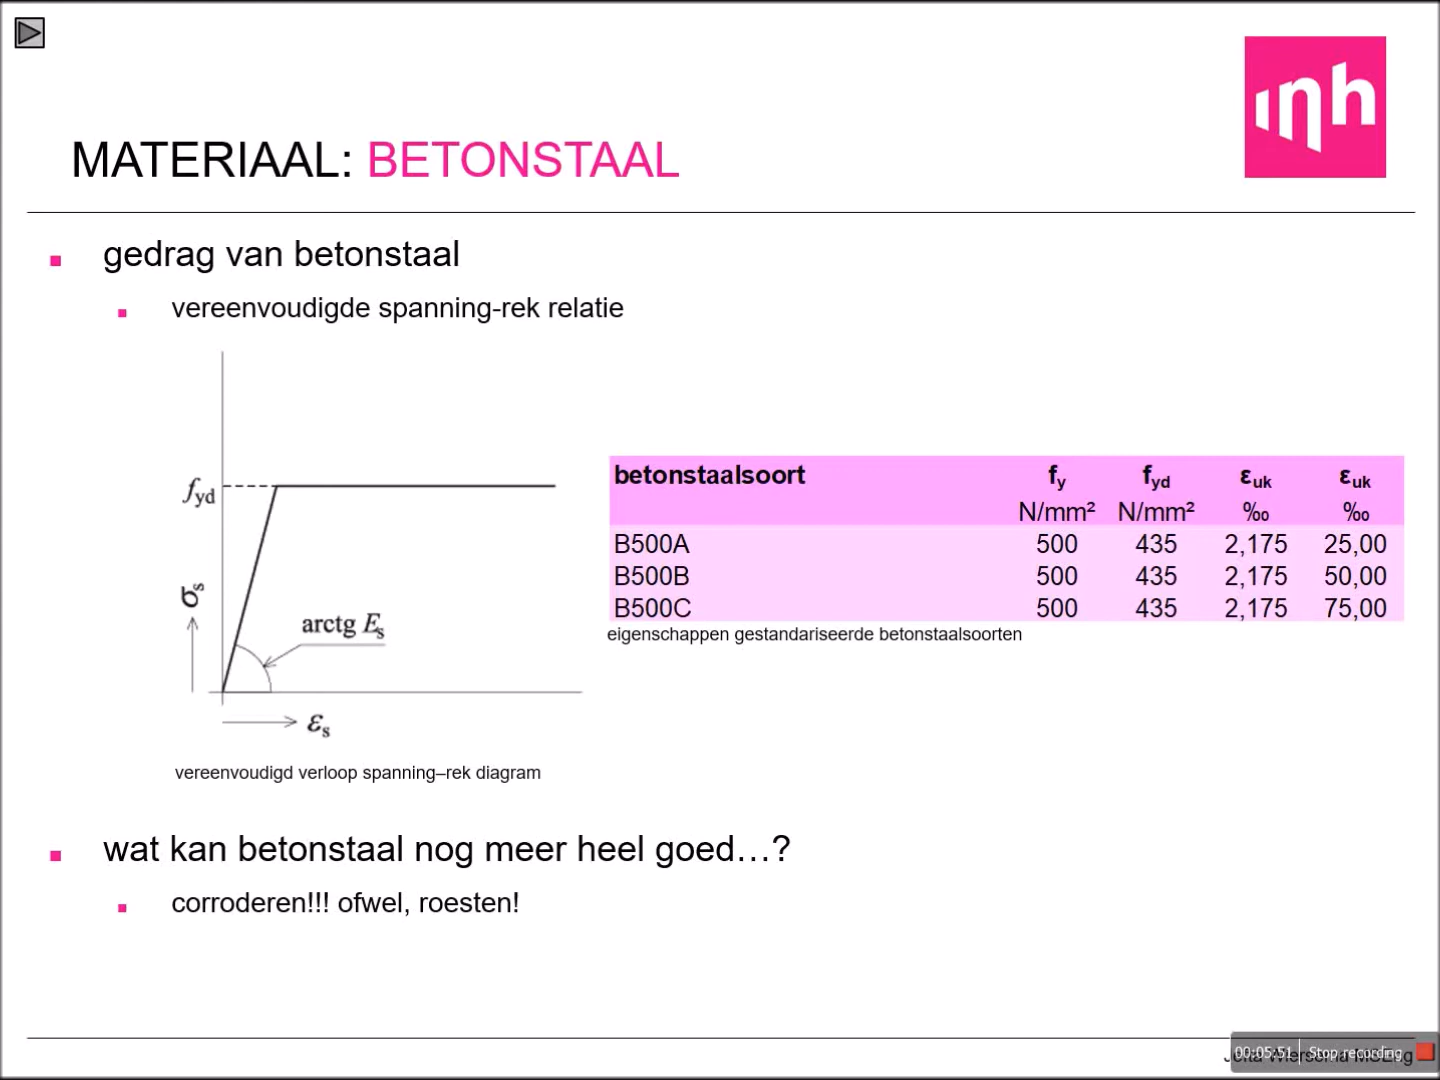 inh
MATERIAAL: BETONSTAAL
gedrag van betonstaal
vereenvoudigde spanning-rek relatie
fyd
σs
arctg Es
εs
vereenvoudigd verloop spanning–rek diagram
betonstaalsoort fy fyd εuk εuk
N/mm² N/mm² ‰ ‰
B500A 500 435 2,175 25,00
B500B 500 435 2,175 50,00
B500C 500 435 2,175 75,00
eigenschappen gestandariseerde betonstaalsoorten
wat kan betonstaal nog meer heel goed…?
corroderen!!! ofwel, roesten!
00:05:51 Stop recording